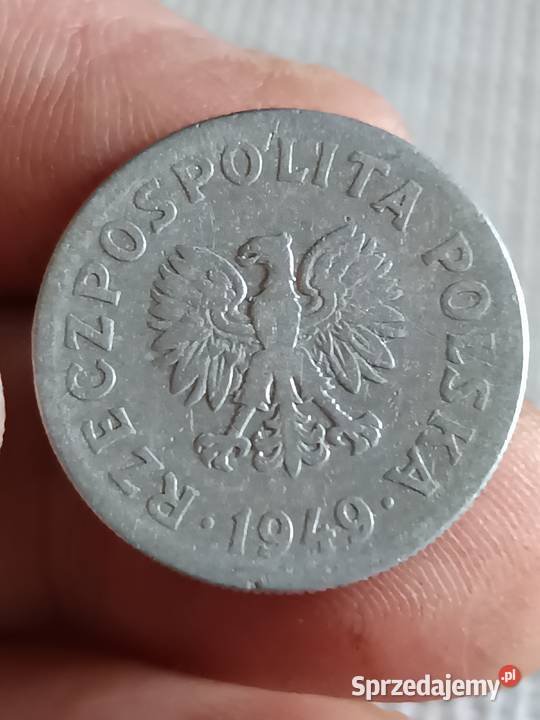 RZECZPOSPOLITA POLSKA
· 1949 ·
Sprzedajemy.pl